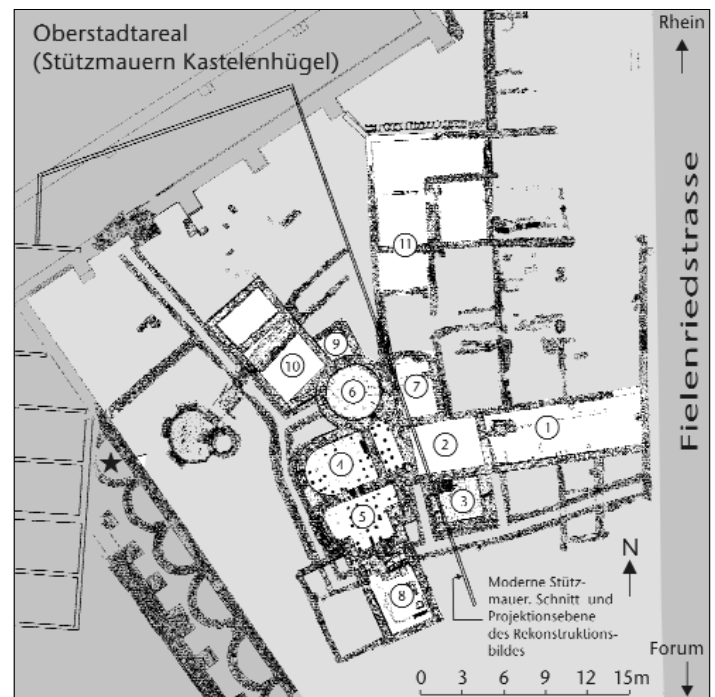 Oberstadtareal
(Stützmauern Kastelenhügel)
Rhein
Fielenriedstrasse
11
9
10
6
7
2
1
4
3
5
8
N
Moderne Stütz-
mauer. Schnitt- und
Projektionsebene
des Rekonstruktions-
bildes
Forum
0 3 6 9 12 15m